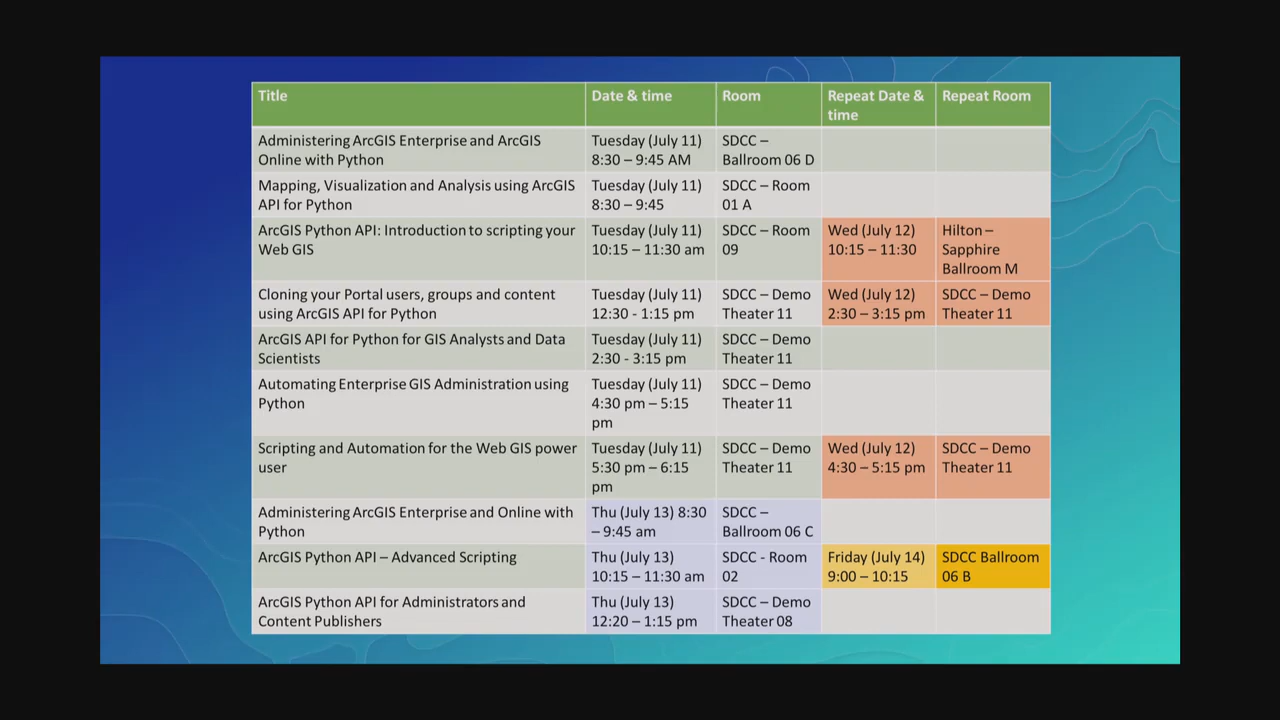 Title Date & time Room Repeat Date & Repeat Room
time
Administering ArcGIS Enterprise and ArcGIS Tuesday (July 11) SDCC –
Online with Python 8:30 – 9:45 AM Ballroom 06 D
Mapping, Visualization and Analysis using ArcGIS Tuesday (July 11) SDCC – Room
API for Python 8:30 – 9:45 01 A
ArcGIS Python API: Introduction to scripting your Tuesday (July 11) SDCC – Room Wed (July 12) Hilton –
Web GIS 10:15 – 11:30 am 09 10:15 – 11:30 Sapphire
Ballroom M
Cloning your Portal users, groups and content Tuesday (July 11) SDCC – Demo Wed (July 12) SDCC – Demo
using ArcGIS API for Python 12:30 - 1:15 pm Theater 11 2:30 – 3:15 pm Theater 11
ArcGIS API for Python for GIS Analysts and Data Tuesday (July 11) SDCC – Demo
Scientists 2:30 - 3:15 pm Theater 11
Automating Enterprise GIS Administration using Tuesday (July 11) SDCC – Demo
Python 4:30 pm – 5:15 Theater 11
pm
Scripting and Automation for the Web GIS power Tuesday (July 11) SDCC – Demo Wed (July 12) SDCC – Demo
user 5:30 pm – 6:15 Theater 11 4:30 – 5:15 pm Theater 11
pm
Administering ArcGIS Enterprise and Online with Thu (July 13) 8:30 SDCC –
Python – 9:45 am Ballroom 06 C
ArcGIS Python API – Advanced Scripting Thu (July 13) SDCC - Room Friday (July 14) SDCC Ballroom
10:15 – 11:30 am 02 9:00 – 10:15 06 B
ArcGIS Python API for Administrators and Thu (July 13) SDCC – Demo
Content Publishers 12:20 – 1:15 pm Theater 08